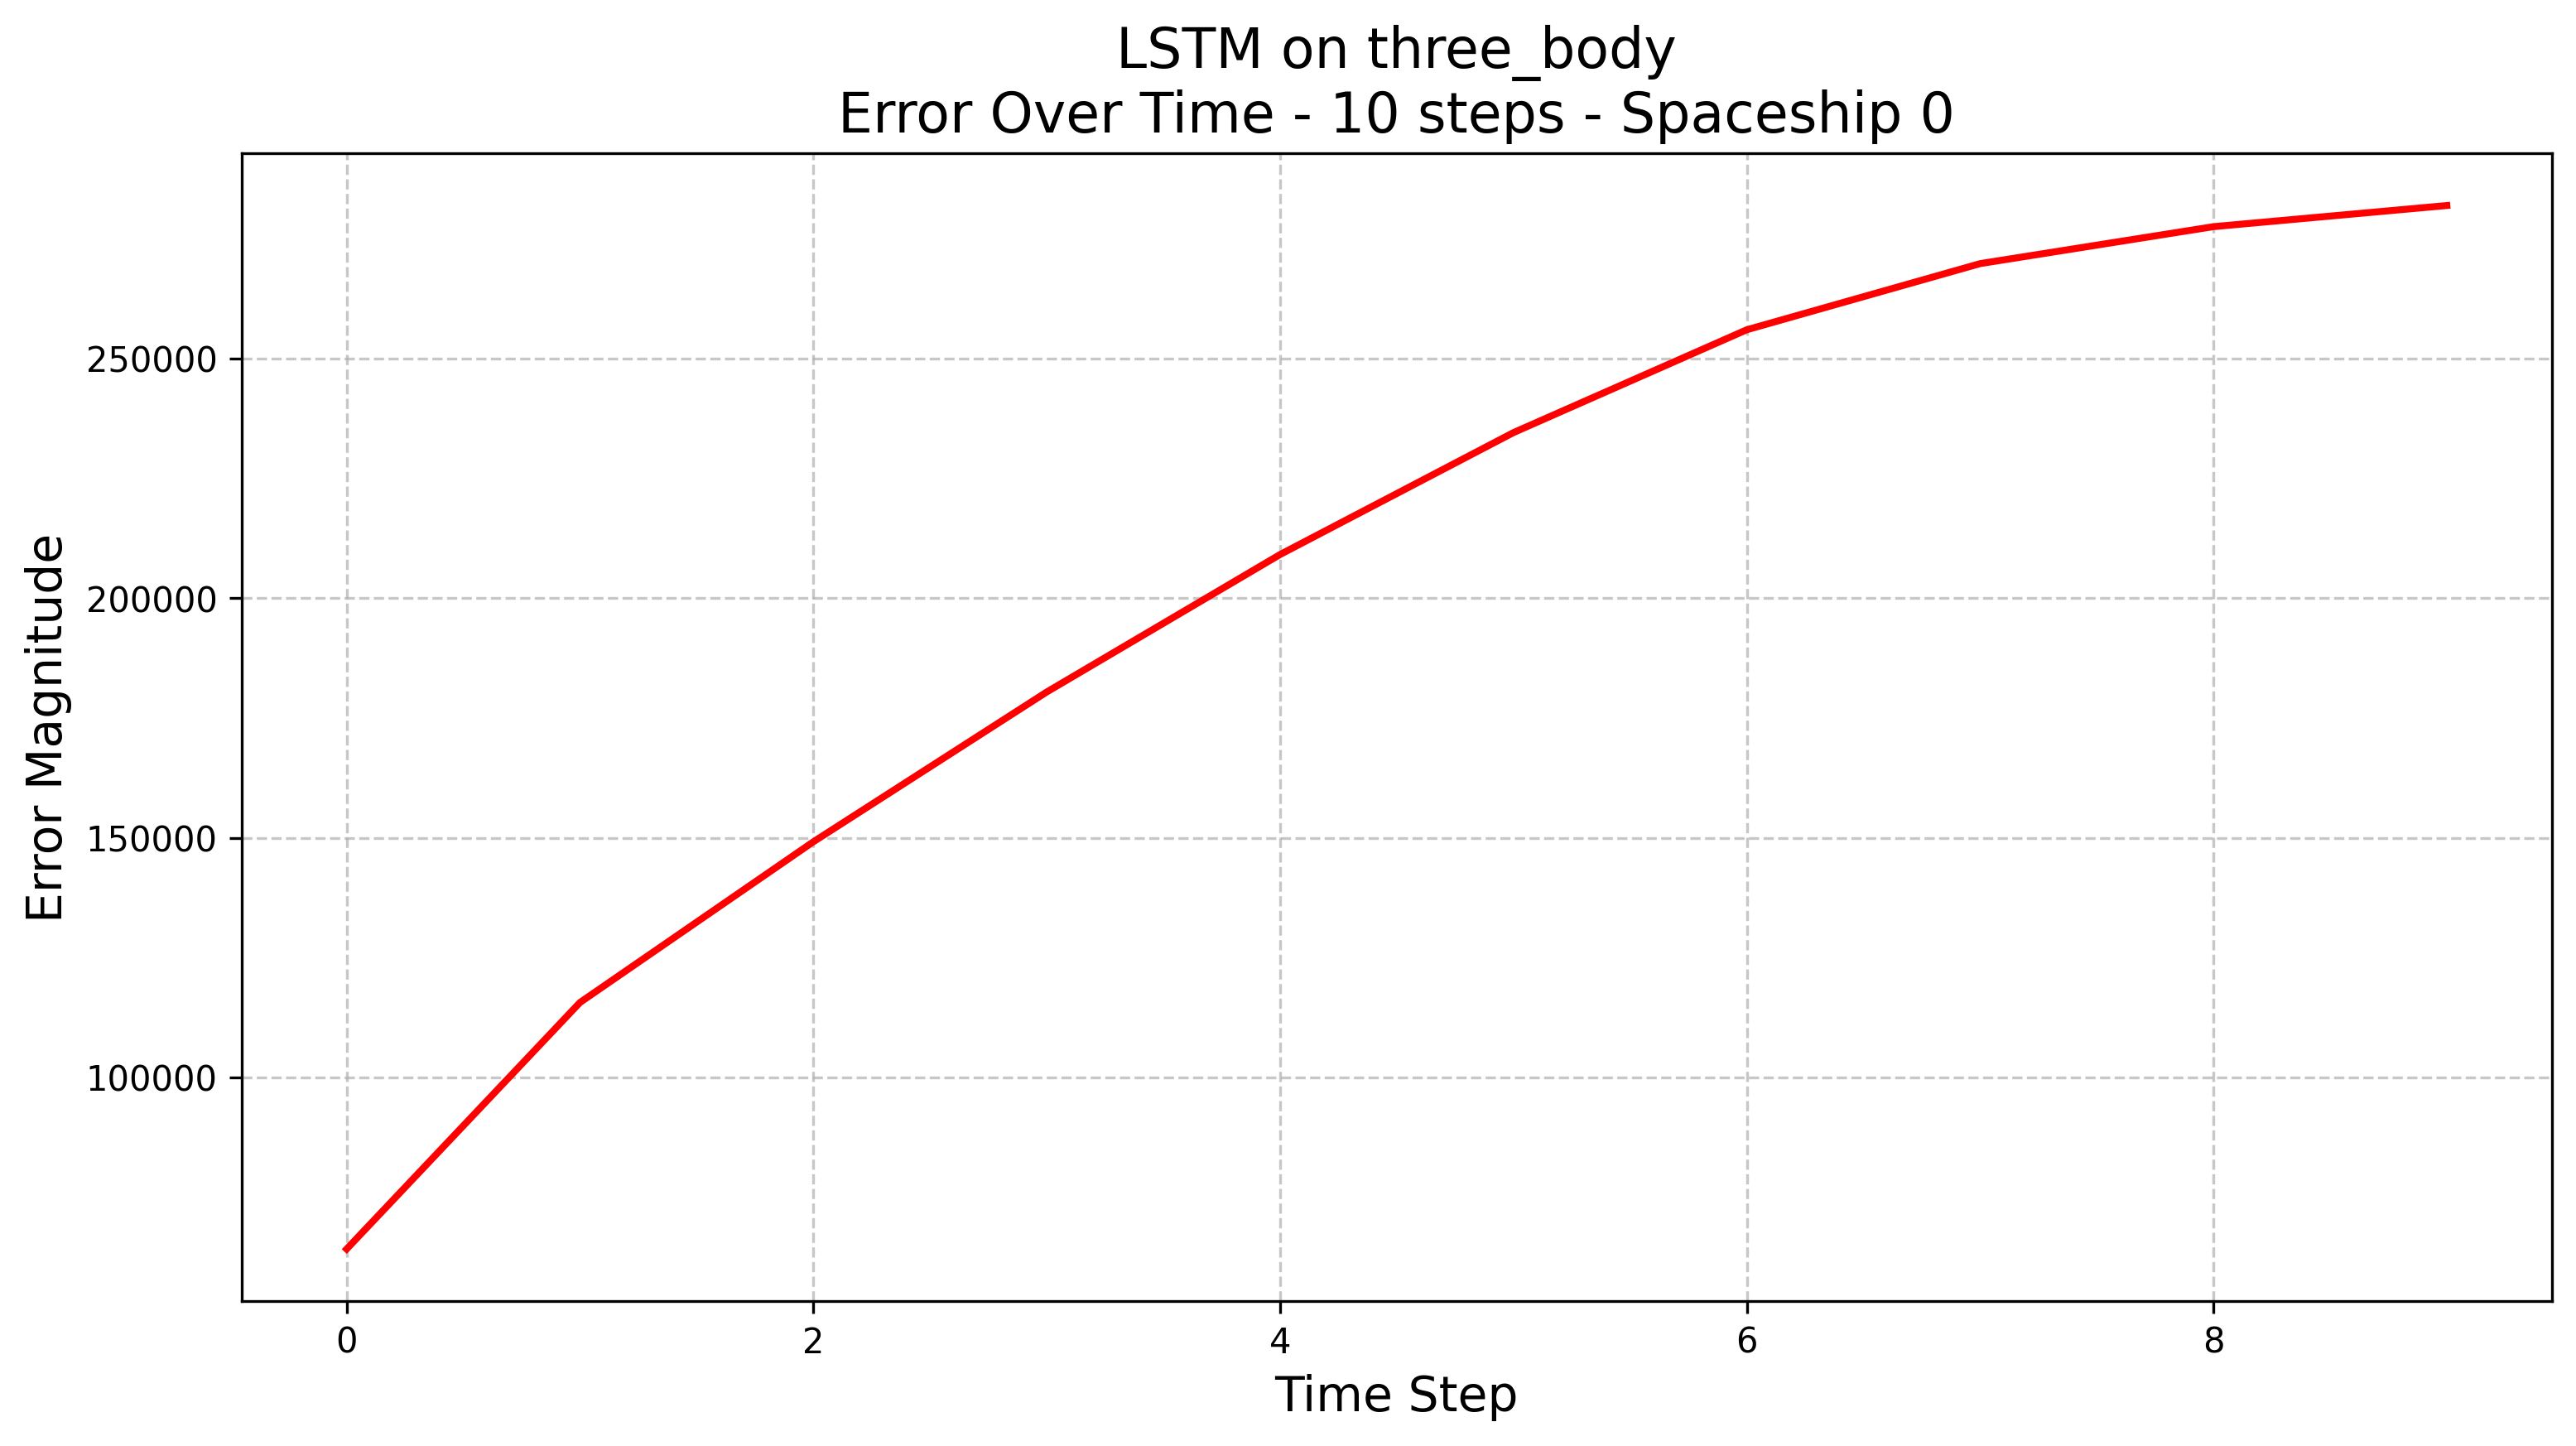 LSTM on three_body
Error Over Time - 10 steps - Spaceship 0
Error Magnitude
250000
200000
150000
100000
0 2 4 6 8
Time Step